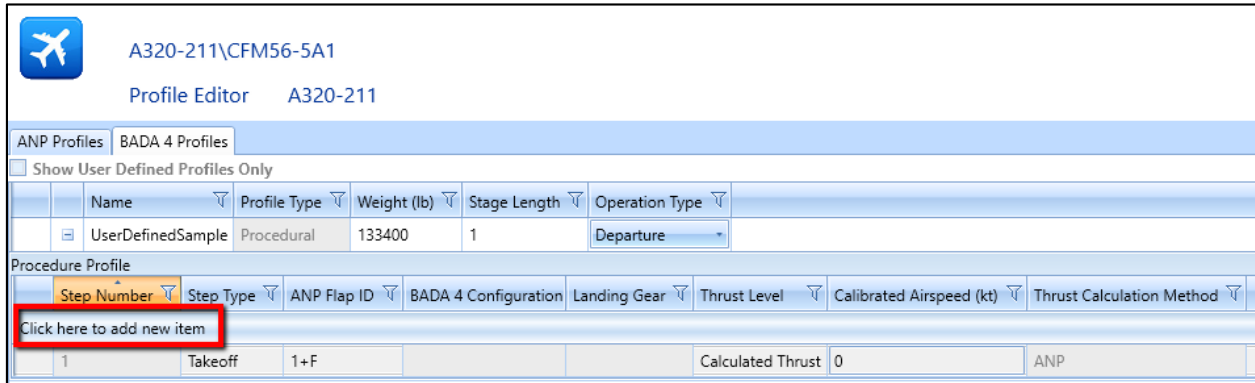 A320-211\CFM56-5A1
Profile Editor A320-211
ANP Profiles BADA 4 Profiles
Show User Defined Profiles Only
Name Profile Type Weight (lb) Stage Length Operation Type
UserDefinedSample Procedural 133400 1 Departure
Procedure Profile
Step Number Step Type ANP Flap ID BADA 4 Configuration Landing Gear Thrust Level Calibrated Airspeed (kt) Thrust Calculation Method
Click here to add new item
1 Takeoff 1+F Calculated Thrust 0 ANP